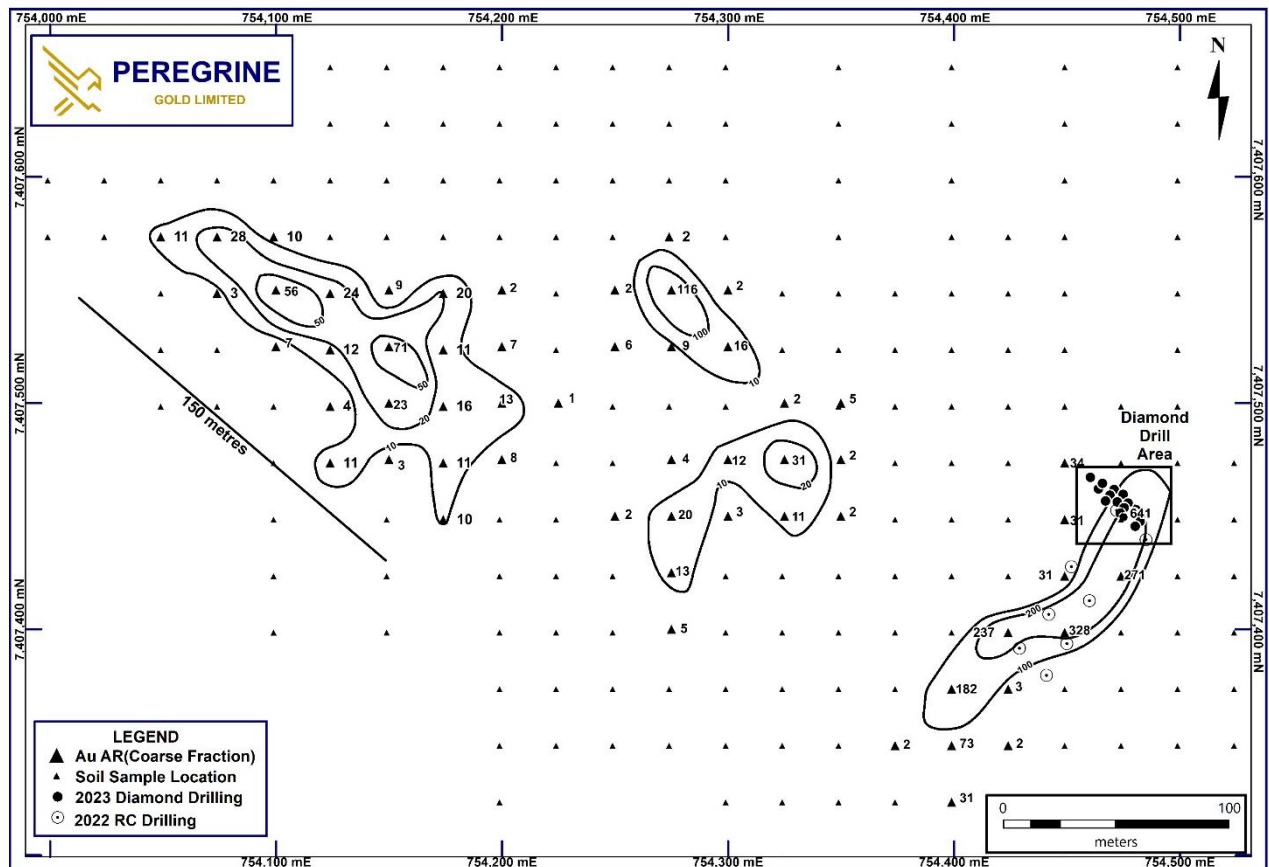 754,000 mE 754,100 mE 754,200 mE 754,300 mE 754,400 mE 754,500 mE
PEREGRINE
GOLD LIMITED
N
7,407,600 mN 7,407,600 mN
11 28 10 2
3 56 24 9 20 2 2 116 2
50 100
7 12 71 11 7 6 9 16
50 10
7,407,500 mN 7,407,500 mN
150 metres
4 23 16 13 1 2 5
20
10
Diamond
Drill
Area
11 3 11 8 4 12 31 2 34
10 20
10 2 20 3 11 2 31 641
13 31 271
200
7,407,400 mN 7,407,400 mN
5 237 328
100
182 3
2 73 2
31
LEGEND
Au AR(Coarse Fraction)
Soil Sample Location
2023 Diamond Drilling
2022 RC Drilling
0 100
meters
754,100 mE 754,200 mE 754,300 mE 754,400 mE 754,500 mE